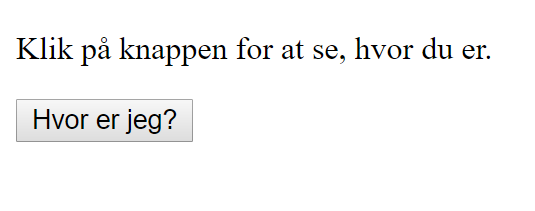 Klik på knappen for at se, hvor du er.
Hvor er jeg?